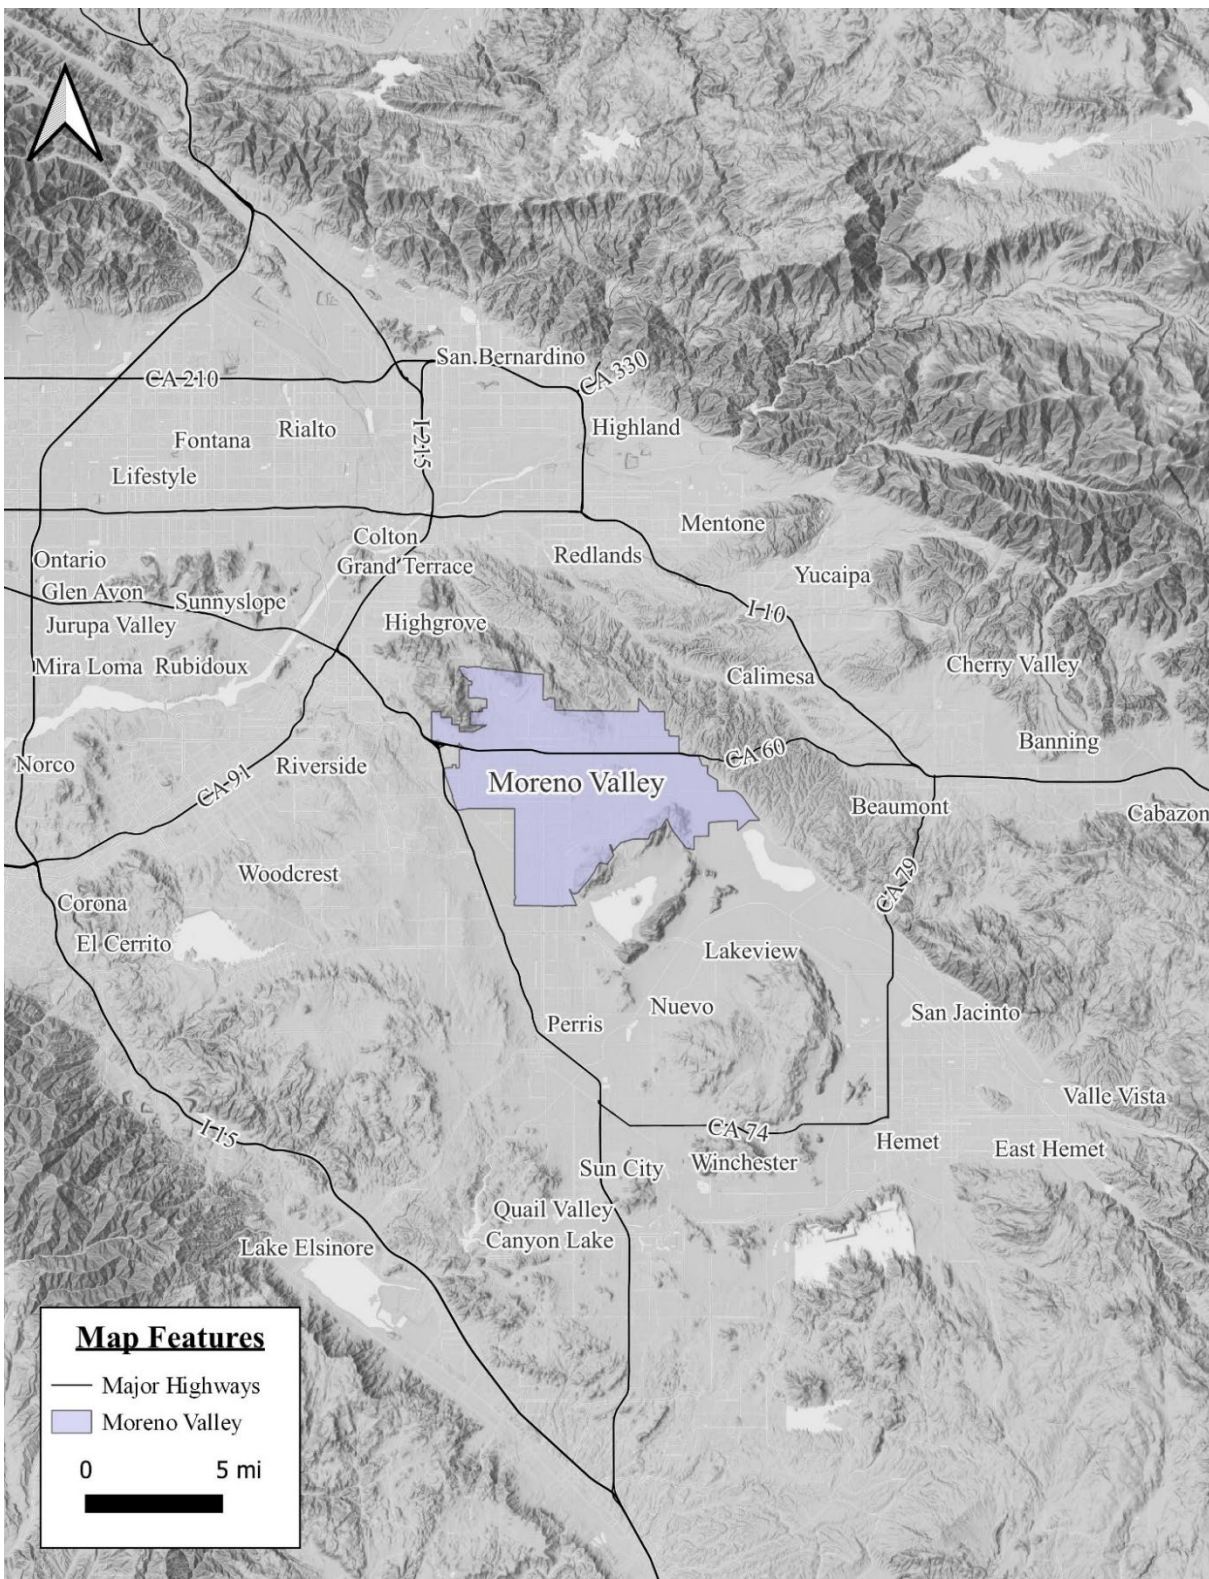 San Bernardino
CA 330
CA 210
Highland
Rialto
I-215
Fontana
Lifestyle
Mentone
Colton
Redlands
Ontario
Grand Terrace
Yucaipa
Glen Avon
Sunnyslope
I 10
Highgrove
Jurupa Valley
Mira Loma
Rubidoux
Cherry Valley
Calimesa
Banning
CA 60
Norco
Riverside
CA-91
Moreno Valley
Beaumont
Cabazon
Woodcrest
CA-79
Corona
El Cerrito
Lakeview
Nuevo
San Jacinto
Perris
Valle Vista
I 15
CA 74
Hemet
East Hemet
Sun City
Winchester
Quail Valley
Canyon Lake
Lake Elsinore
Map Features
Major Highways
Moreno Valley
0 5 mi